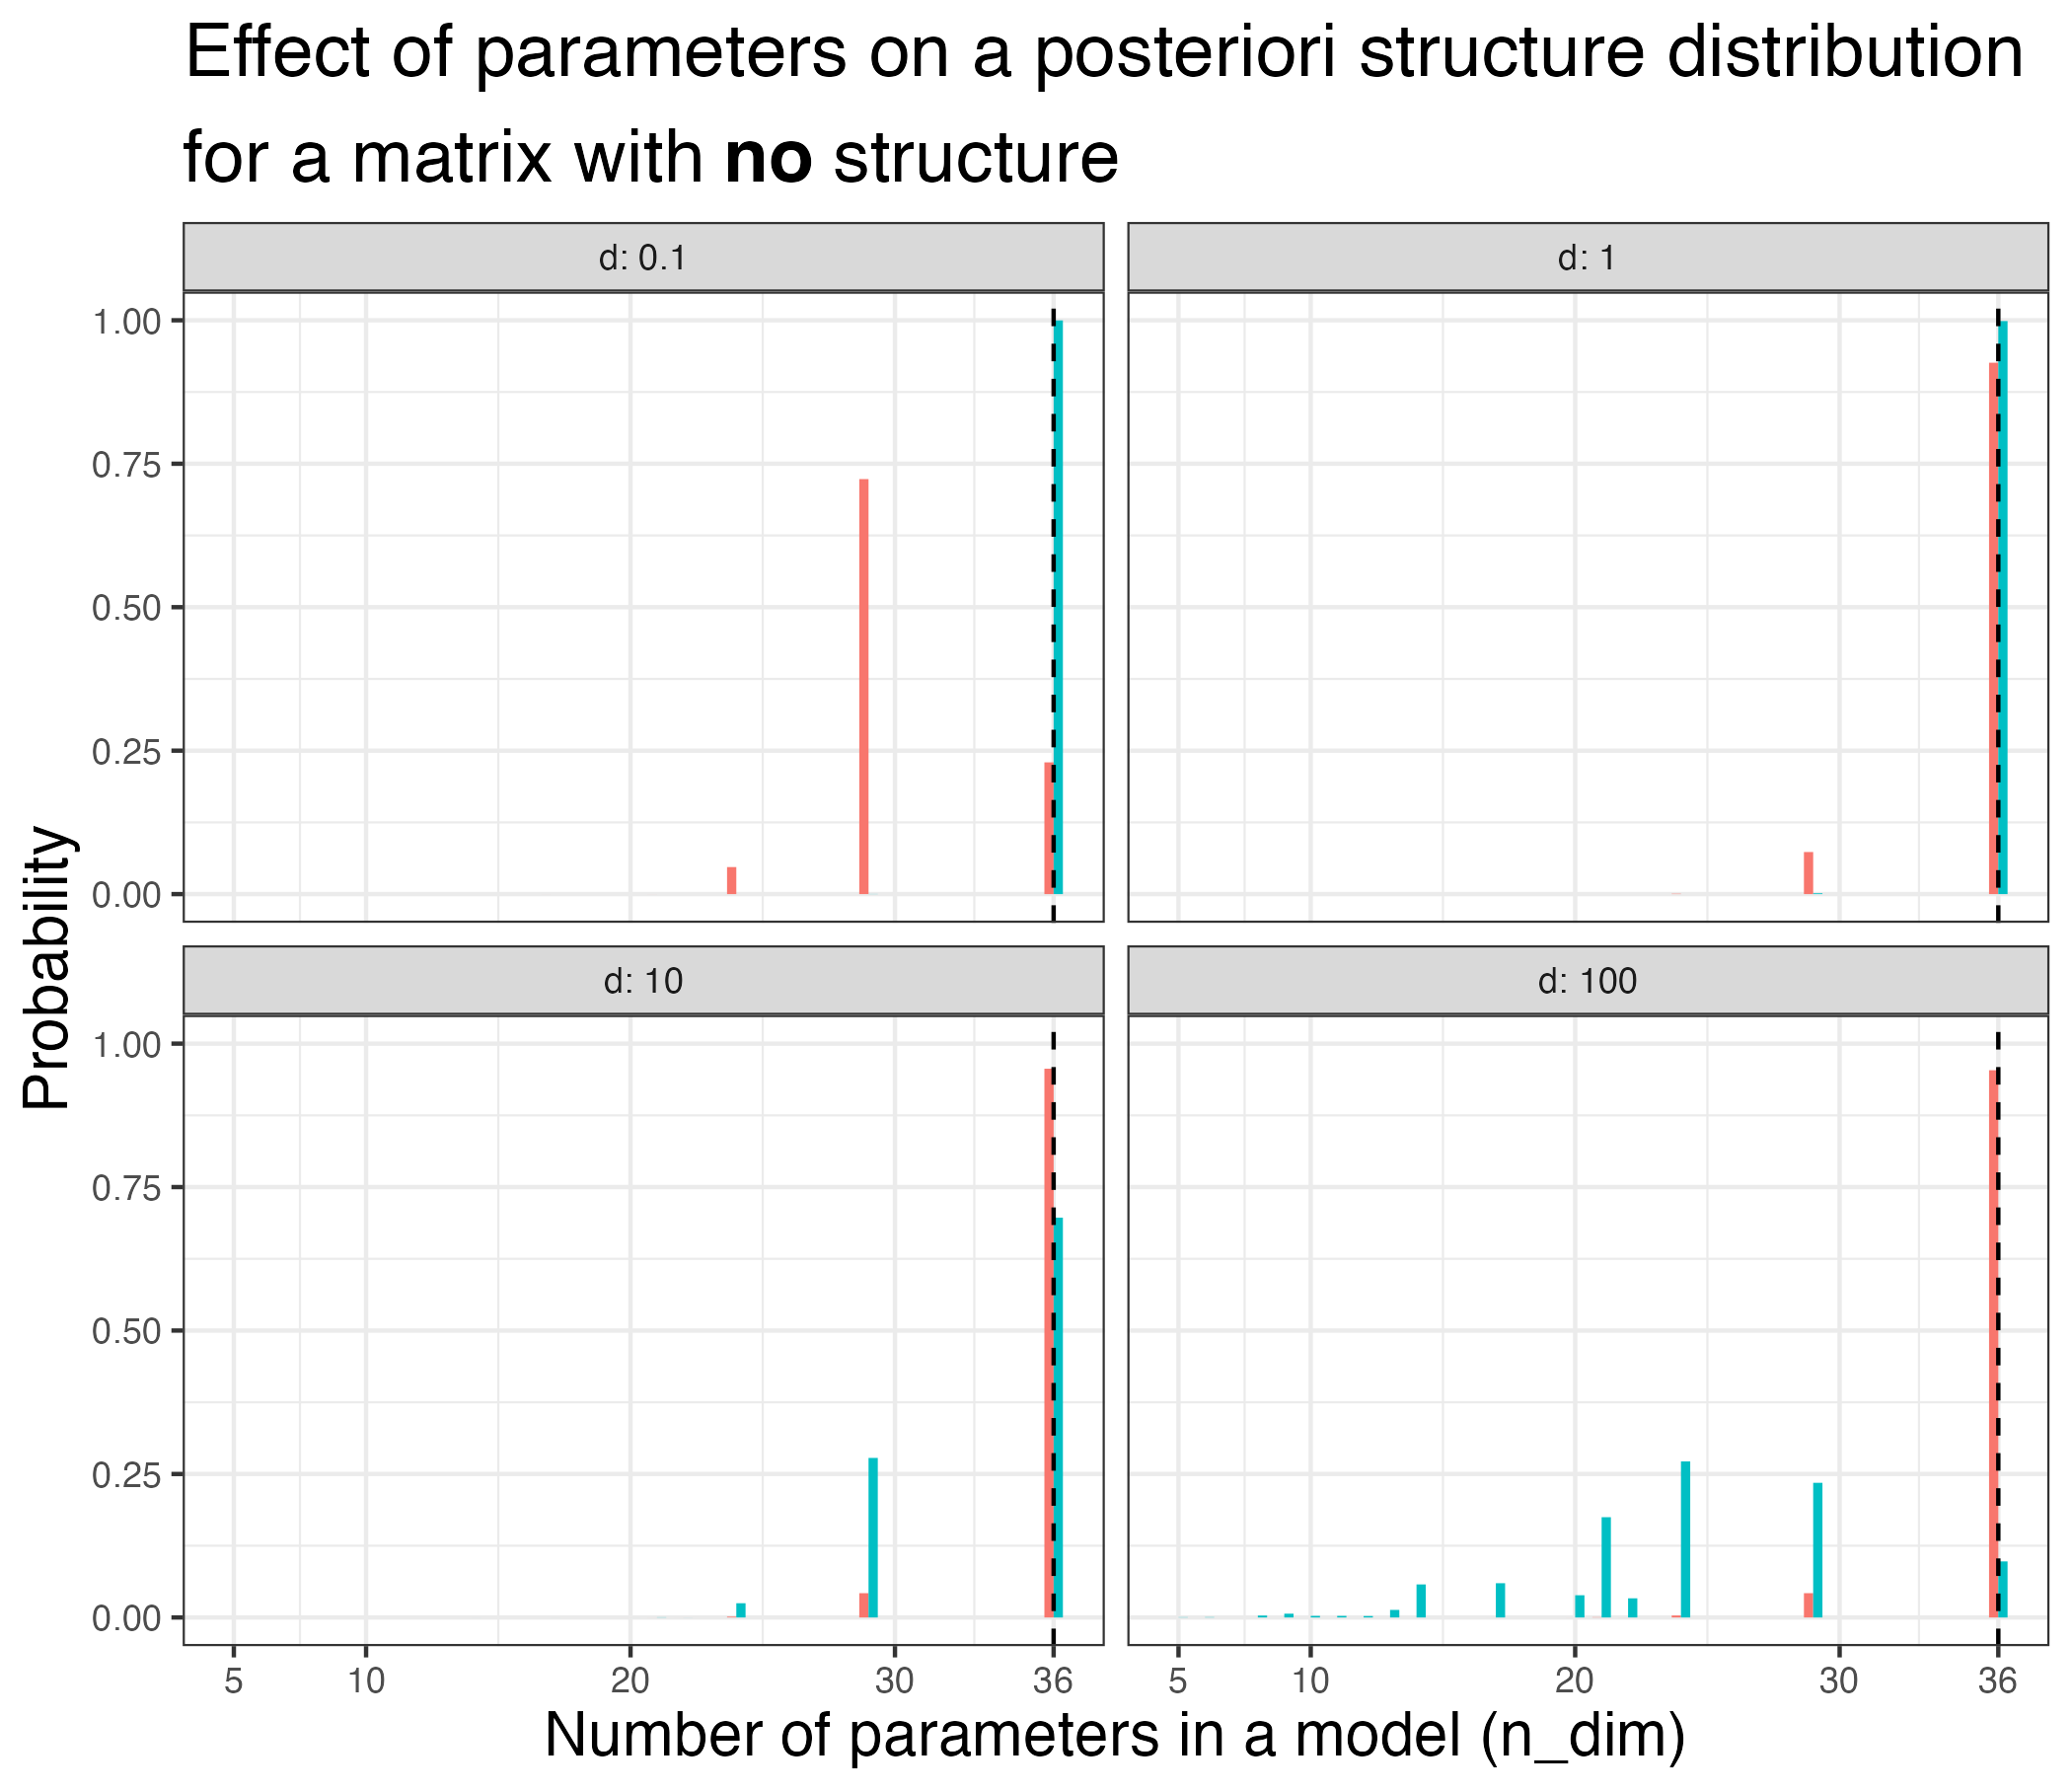 Effect of parameters on a posteriori structure distribution
for a matrix with no structure
d: 0.1
d: 1
1.00
0.75
0.50
0.25
0.00
Probability
d: 10
d: 100
1.00
0.75
0.50
0.25
0.00
5 10 20 30 36
5 10 20 30 36
Number of parameters in a model (n_dim)